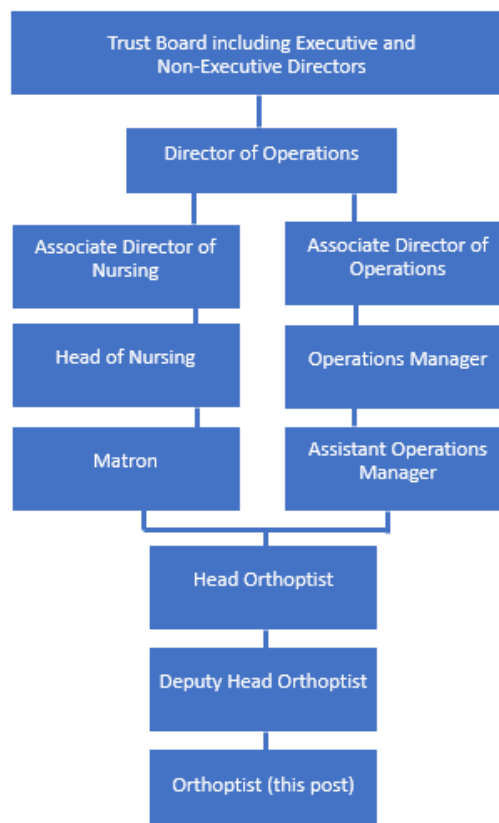 Trust Board including Executive and
Non-Executive Directors
Director of Operations
Associate Director of
Nursing
Associate Director of
Operations
Head of Nursing
Operations Manager
Matron
Assistant Operations
Manager
Head Orthoptist
Deputy Head Orthoptist
Orthoptist (this post)